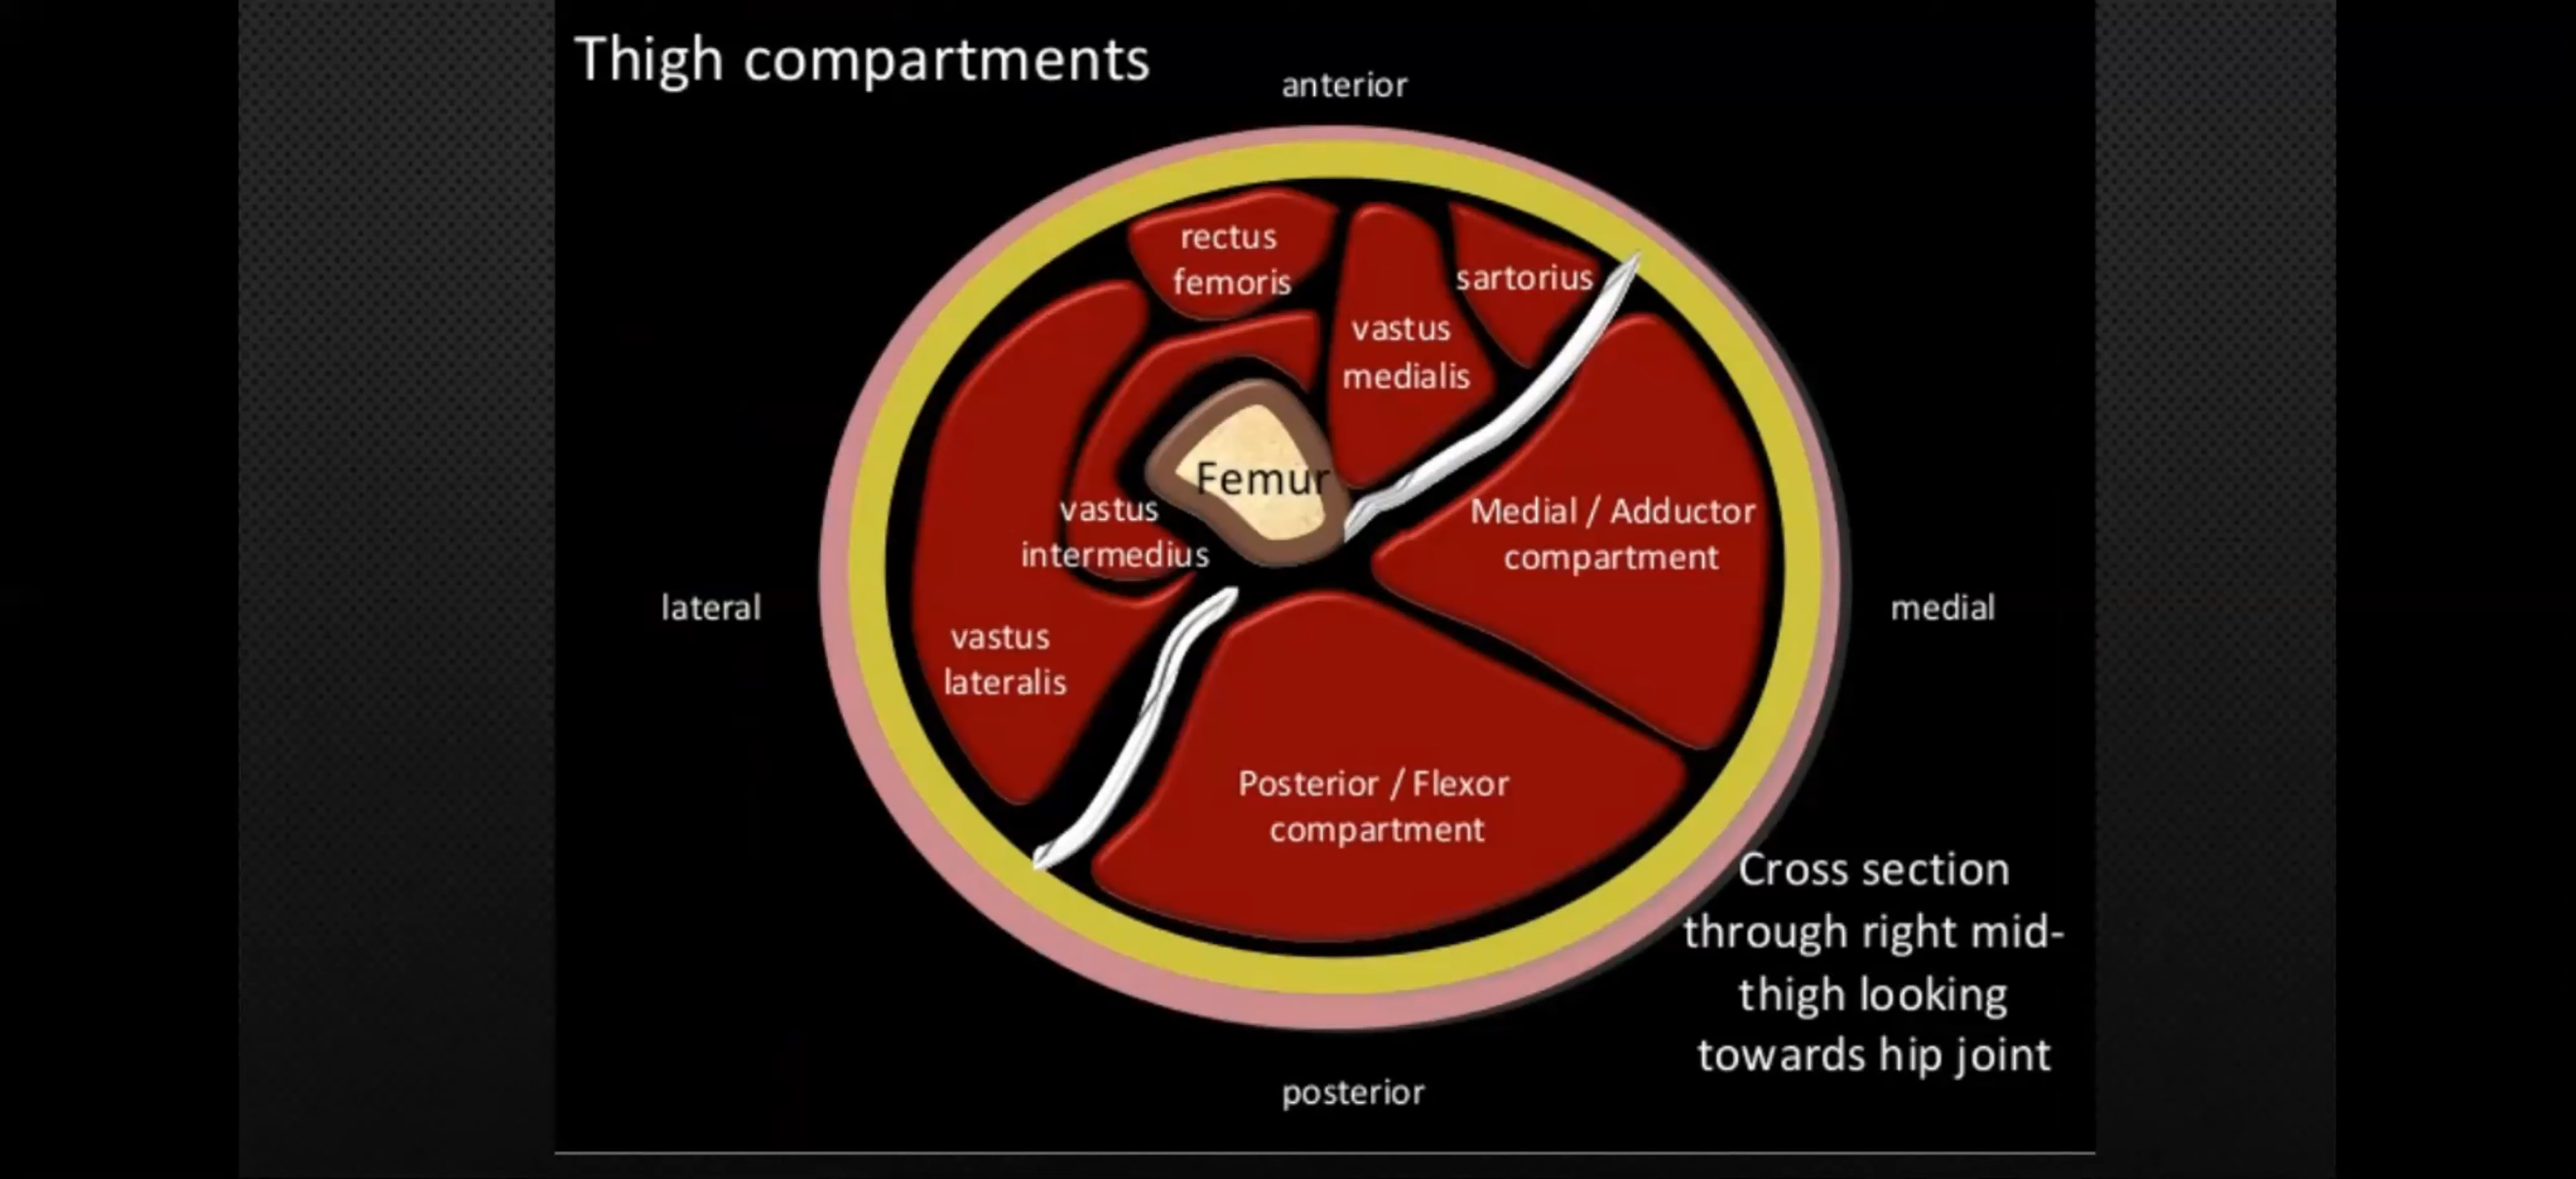 Thigh compartments
anterior
rectus
femoris
sartorius
vastus
medialis
Femur
vastus
intermedius
Medial / Adductor
compartment
lateral
medial
vastus
lateralis
Posterior / Flexor
compartment
Cross section
through right mid-
thigh looking
towards hip joint
posterior